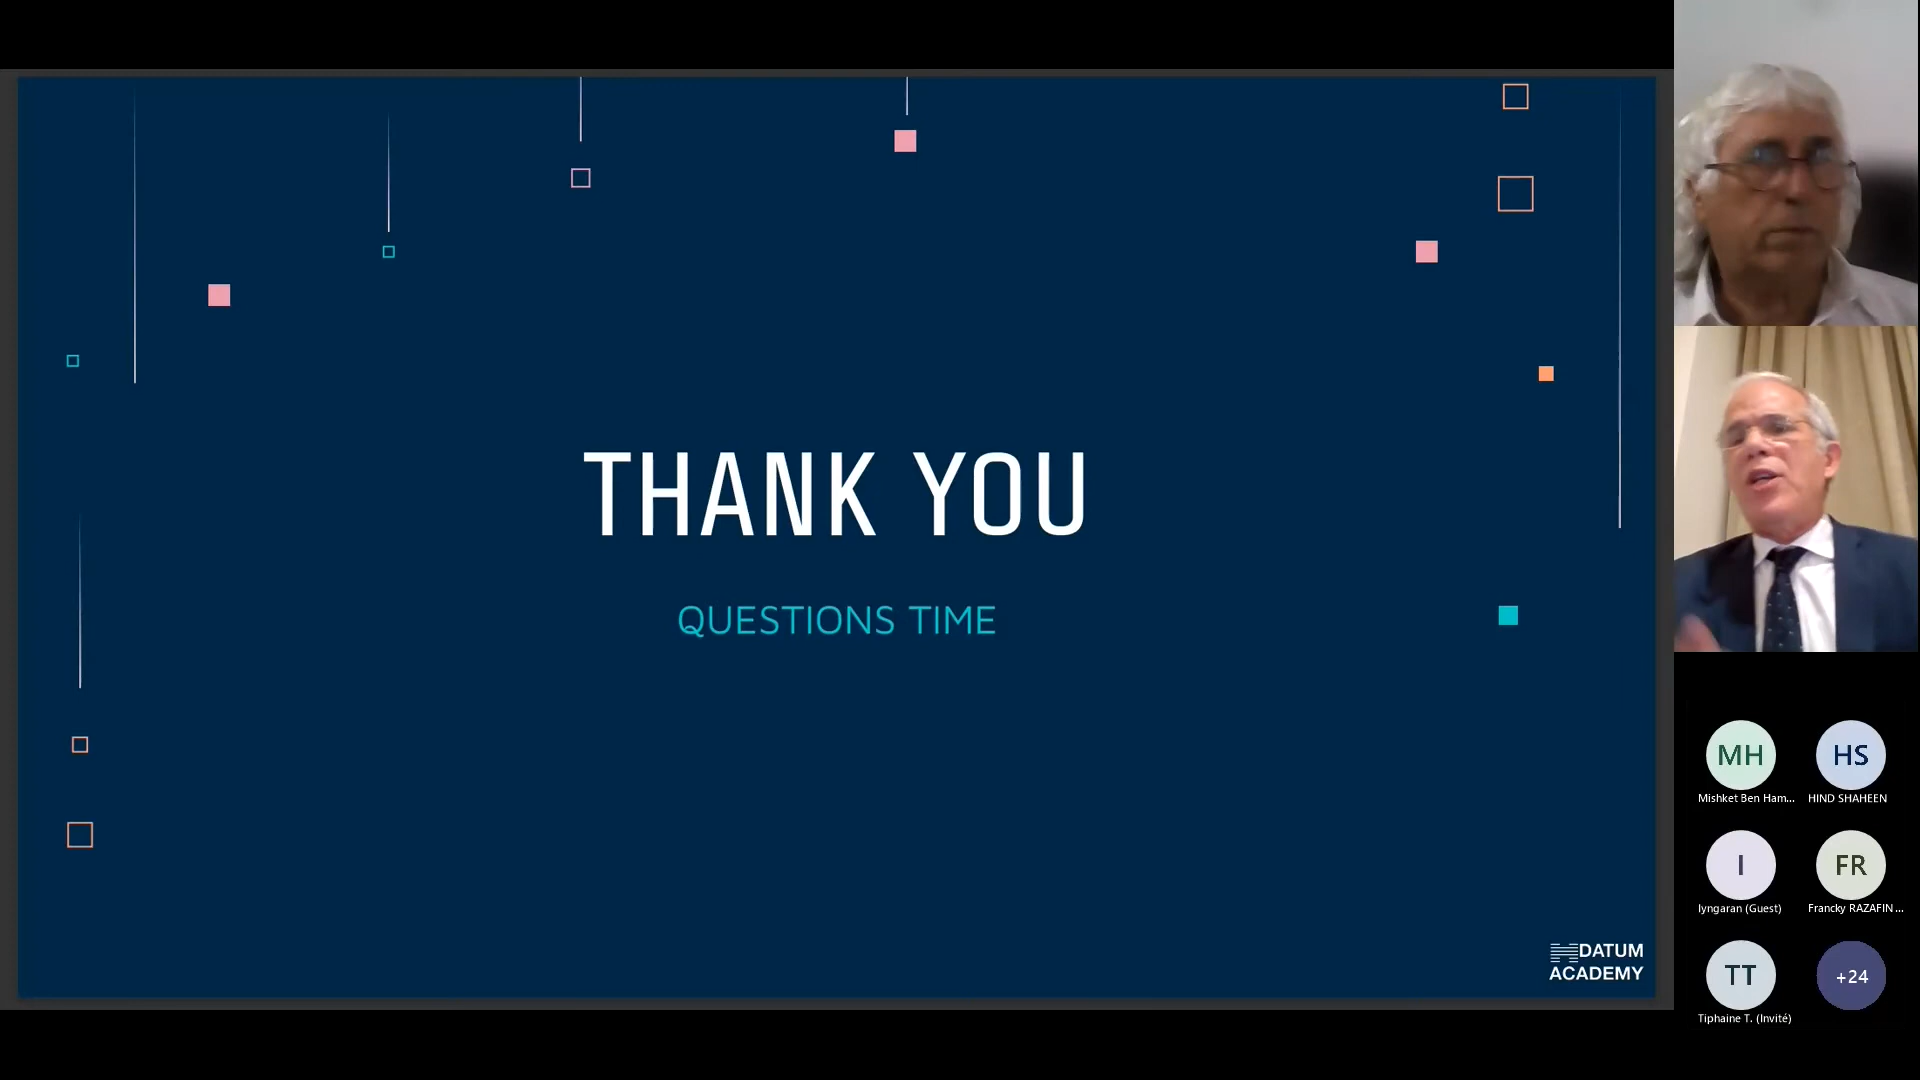 THANK YOU
QUESTIONS TIME
DATUM
ACADEMY
MH
HS
Mishket Ben Ham...
HIND SHAHEEN
I
FR
Iyngaran (Guest)
Francky RAZAFIN...
TT
+24
Tiphaine T. (Invité)